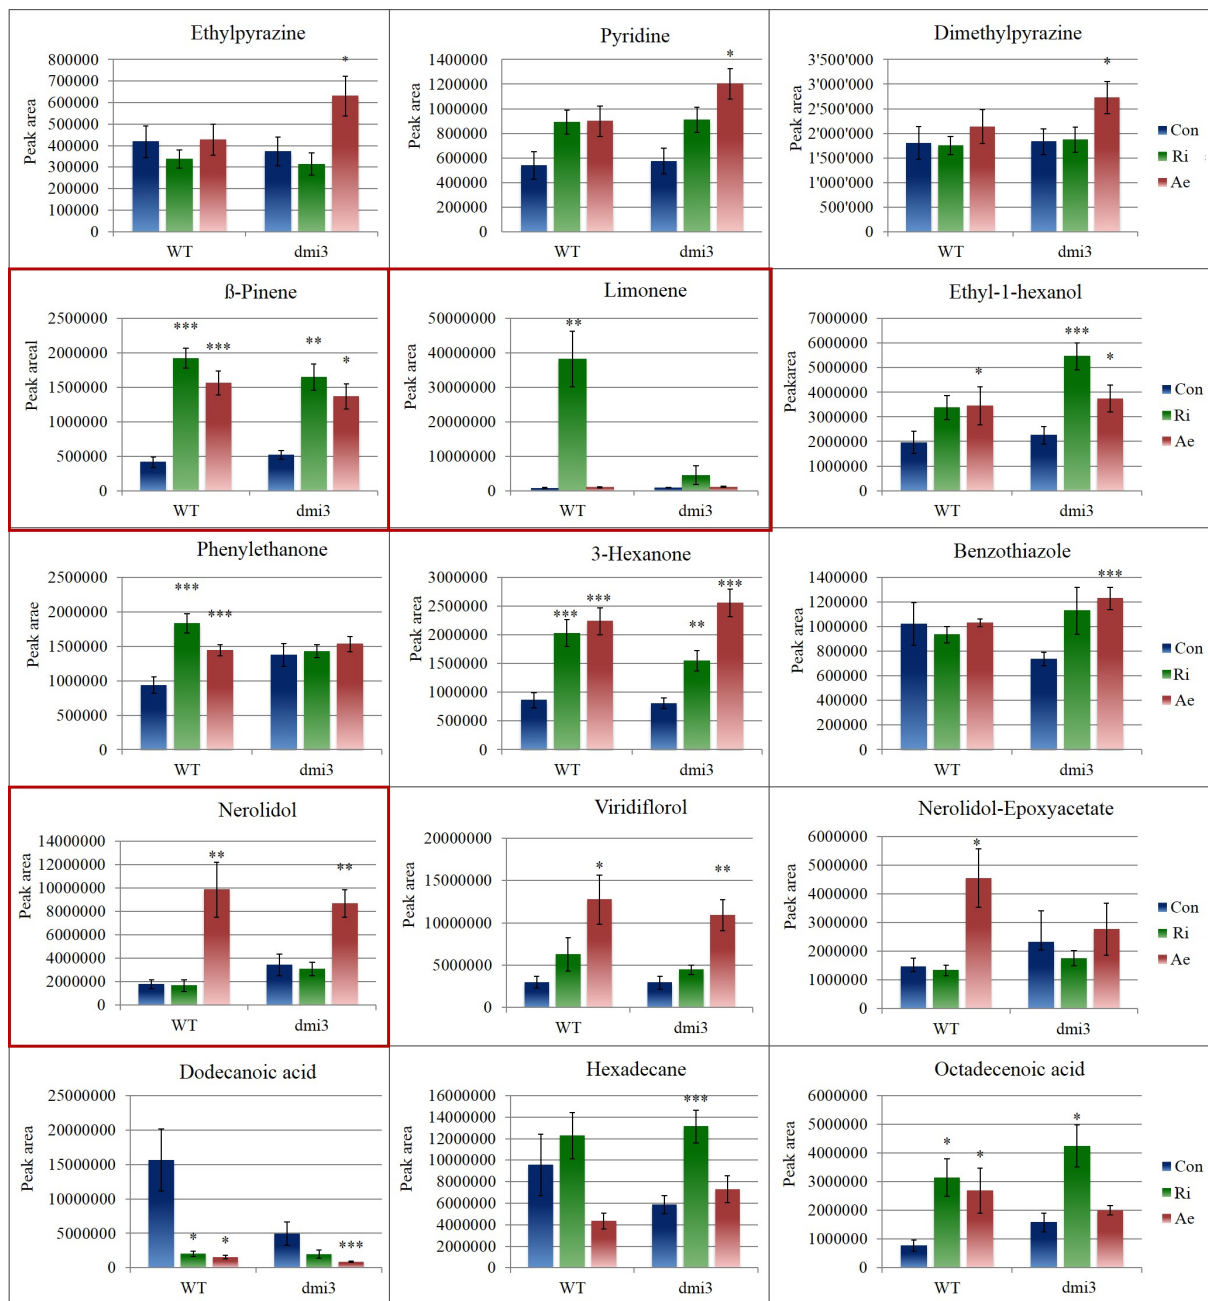 Ethylpyrazine
Peak area
800000
700000
600000
500000
400000
300000
200000
100000
0
*
WT
dmi3
Pyridine
Peak area
1400000
1200000
1000000
800000
600000
400000
200000
0
*
WT
dmi3
Dimethylpyrazine
Peak area
3'500'000
3'000'000
2'500'000
2'000'000
1'500'000
1'000'000
500'000
0
*
WT
dmi3
Con
Ri
Ae
ß-Pinene
Peak areal
2500000
2000000
1500000
1000000
500000
0
***
***
**
*
WT
dmi3
Limonene
Peak area
50000000
40000000
30000000
20000000
10000000
0
**
WT
dmi3
Ethyl-1-hexanol
Peakarea
7000000
6000000
5000000
4000000
3000000
2000000
1000000
0
*
***
*
WT
dmi3
Con
Ri
Ae
Phenylethanone
Peak arae
2500000
2000000
1500000
1000000
500000
0
***
***
WT
dmi3
3-Hexanone
Peak area
3000000
2500000
2000000
1500000
1000000
500000
0
***
***
**
***
WT
dmi3
Benzothiazole
Peak area
1400000
1200000
1000000
800000
600000
400000
200000
0
***
WT
dmi3
Con
Ri
Ae
Nerolidol
Peak area
14000000
12000000
10000000
8000000
6000000
4000000
2000000
0
**
**
WT
dmi3
Viridiflorol
Peak area
20000000
15000000
10000000
5000000
0
*
**
WT
dmi3
Nerolidol-Epoxyacetate
Paek area
6000000
5000000
4000000
3000000
2000000
1000000
0
*
WT
dmi3
Con
Ri
Ae
Dodecanoic acid
Peak area
25000000
20000000
15000000
10000000
5000000
0
*
*
***
WT
dmi3
Hexadecane
Peak area
16000000
14000000
12000000
10000000
8000000
6000000
4000000
2000000
0
***
WT
dmi3
Octadecenoic acid
Peak area
6000000
5000000
4000000
3000000
2000000
1000000
0
*
*
*
WT
dmi3
Con
Ri
Ae